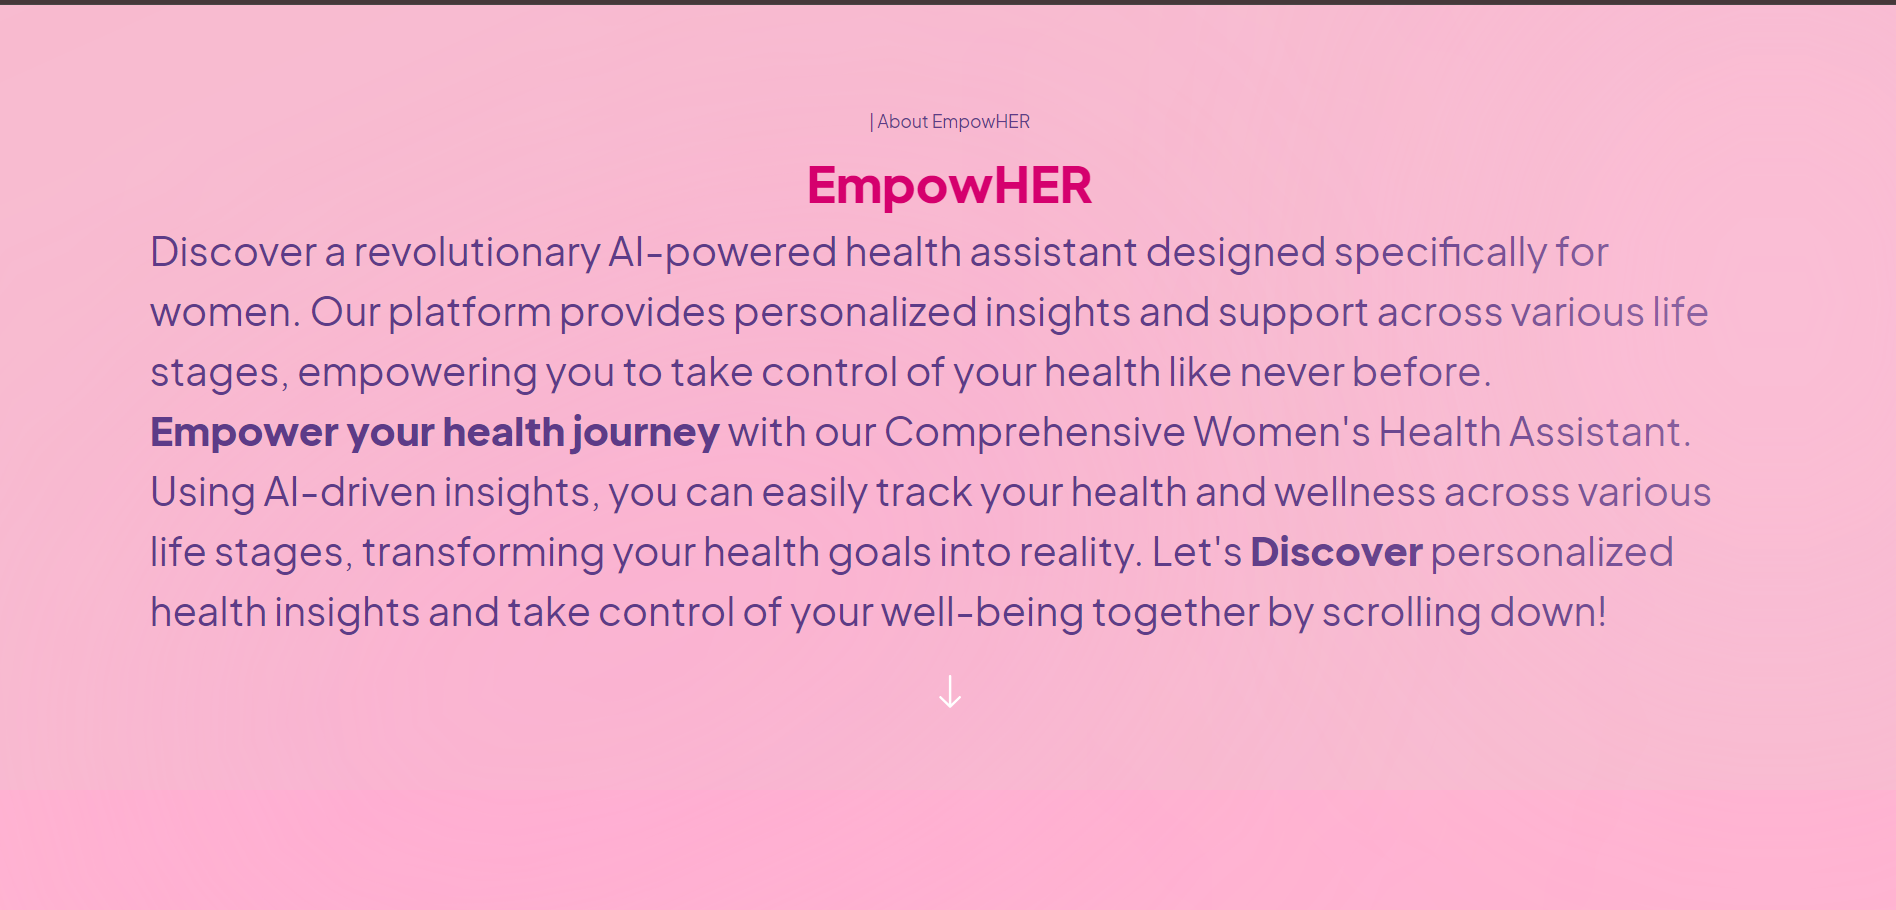 | About EmpowHER
EmpowHER
Discover a revolutionary AI-powered health assistant designed specifically for
women. Our platform provides personalized insights and support across various life
stages, empowering you to take control of your health like never before.
Empower your health journey with our Comprehensive Women's Health Assistant.
Using AI-driven insights, you can easily track your health and wellness across various
life stages, transforming your health goals into reality. Let's Discover personalized
health insights and take control of your well-being together by scrolling down!